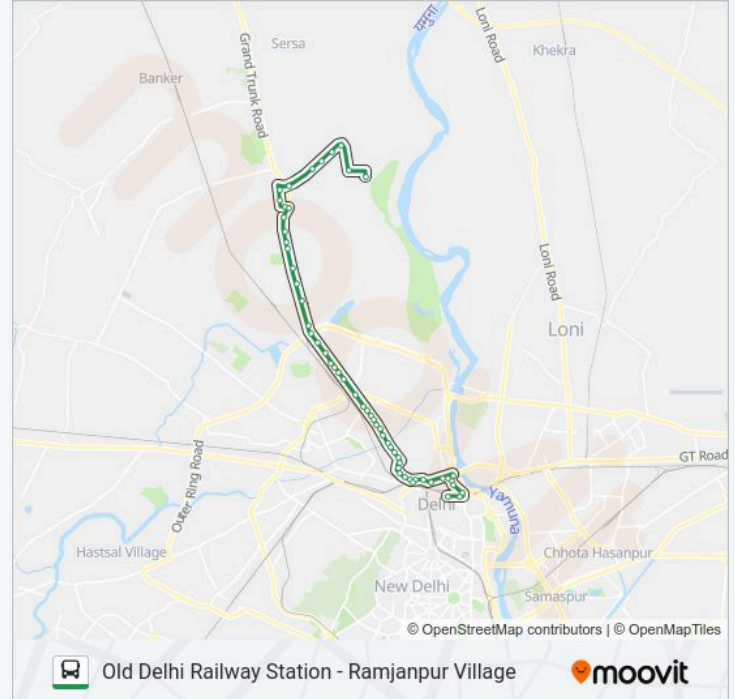 यमुना
Loni Road
Sersa
Khekra
Grand Trunk Road
Banker
Loni Road
Loni
Outer Ring Road
GT Road
Yamuna
Delhi
Hastsal Village
Chhota Hasanpur
New Delhi
Samaspur
© OpenStreetMap contributors | © OpenMapTiles
Old Delhi Railway Station - Ramjanpur Village
moovit